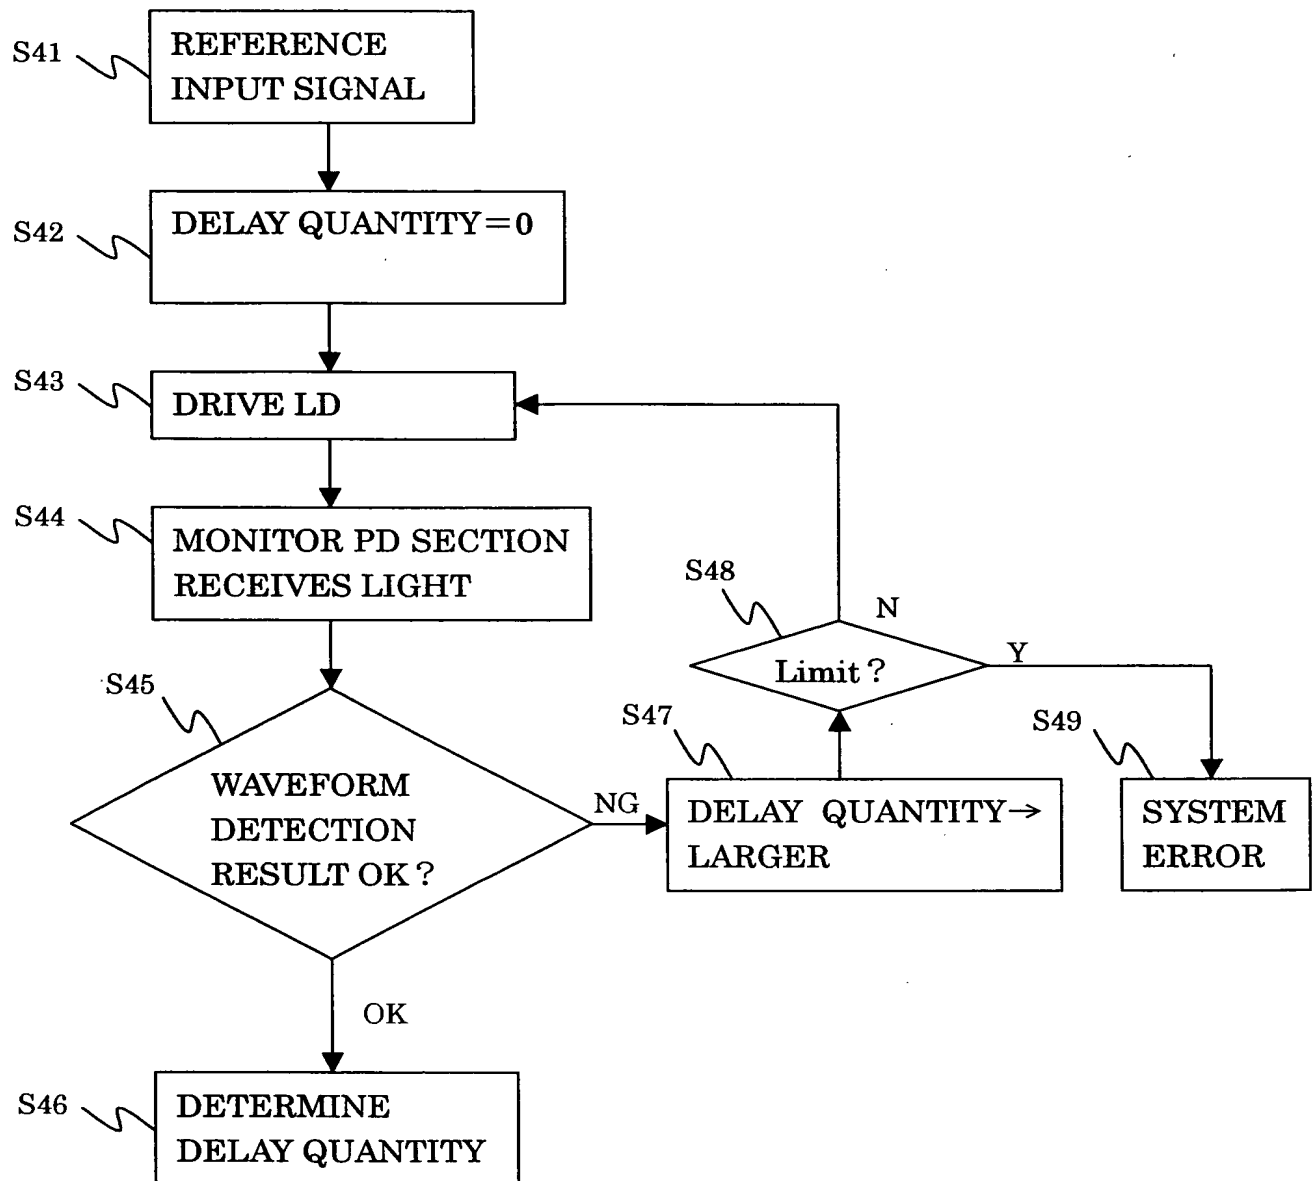 S41
REFERENCE
INPUT SIGNAL
S42
DELAY QUANTITY=0
S43
DRIVE LD
S44
MONITOR PD SECTION
RECEIVES LIGHT
S45
WAVEFORM
DETECTION
RESULT OK?
NG
OK
S46
DETERMINE
DELAY QUANTITY
S47
DELAY QUANTITY→
LARGER
S48
Limit?
N
Y
S49
SYSTEM
ERROR